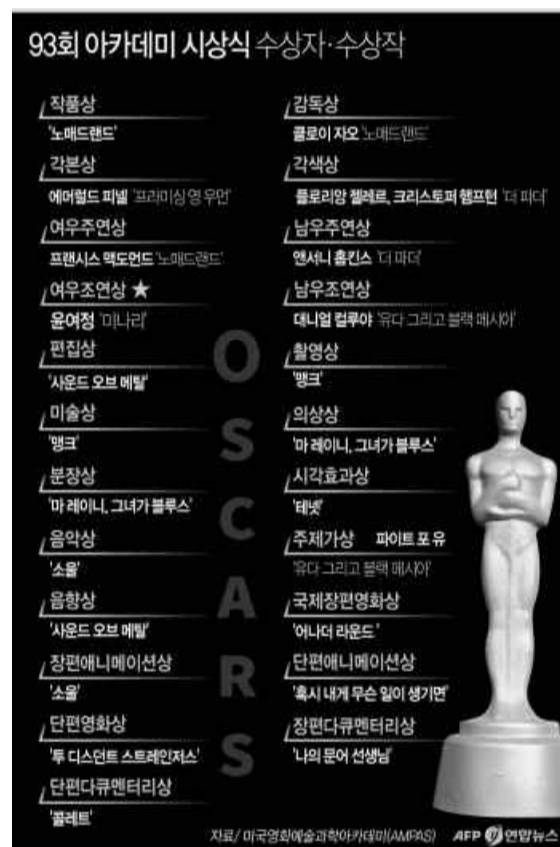 93회 아카데미 시상식 수상자·수상작
작품상
'노매드랜드'
각본상
에머럴드 피넬 '프라미싱 영 우먼'
여우주연상
프랜시스 맥도먼드 '노매드랜드'
여우조연상 ★
윤여정 '미나리'
편집상
'사운드 오브 메탈'
미술상
'맹크'
분장상
'마 레이니, 그녀가 블루스'
음악상
'소울'
음향상
'사운드 오브 메탈'
장편애니메이션상
'소울'
단편영화상
'투 디스턴트 스트레인저스'
단편다큐멘터리상
'콜레트'
감독상
클로이 자오 '노매드랜드'
각색상
플로리앙 젤레르, 크리스토퍼 햄프턴 '더 파더'
남우주연상
앤서니 홉킨스 '더 파더'
남우조연상
대니얼 컬루야 '유다 그리고 블랙 메시아'
촬영상
'맹크'
의상상
'마 레이니, 그녀가 블루스'
시각효과상
'테넷'
주제가상 파이트 포 유
'유다 그리고 블랙 메시아'
국제장편영화상
'어나더 라운드'
단편애니메이션상
'혹시 내게 무슨 일이 생기면'
장편다큐멘터리상
'나의 문어 선생님'
OSCARS
자료/ 미국영화예술과학아카데미(AMPAS) AFP 연합뉴스